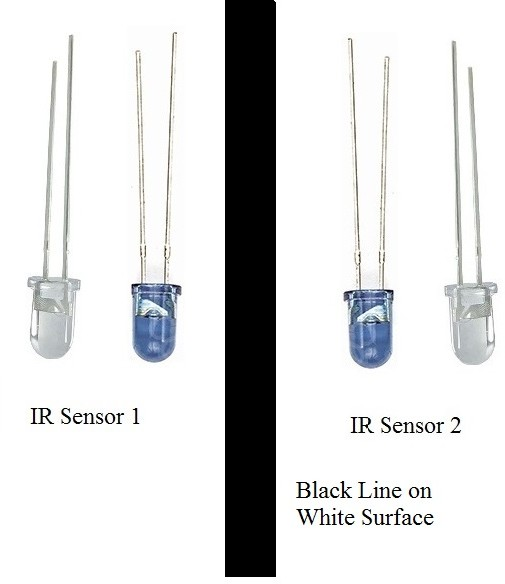 IR Sensor 1
IR Sensor 2
Black Line on
White Surface